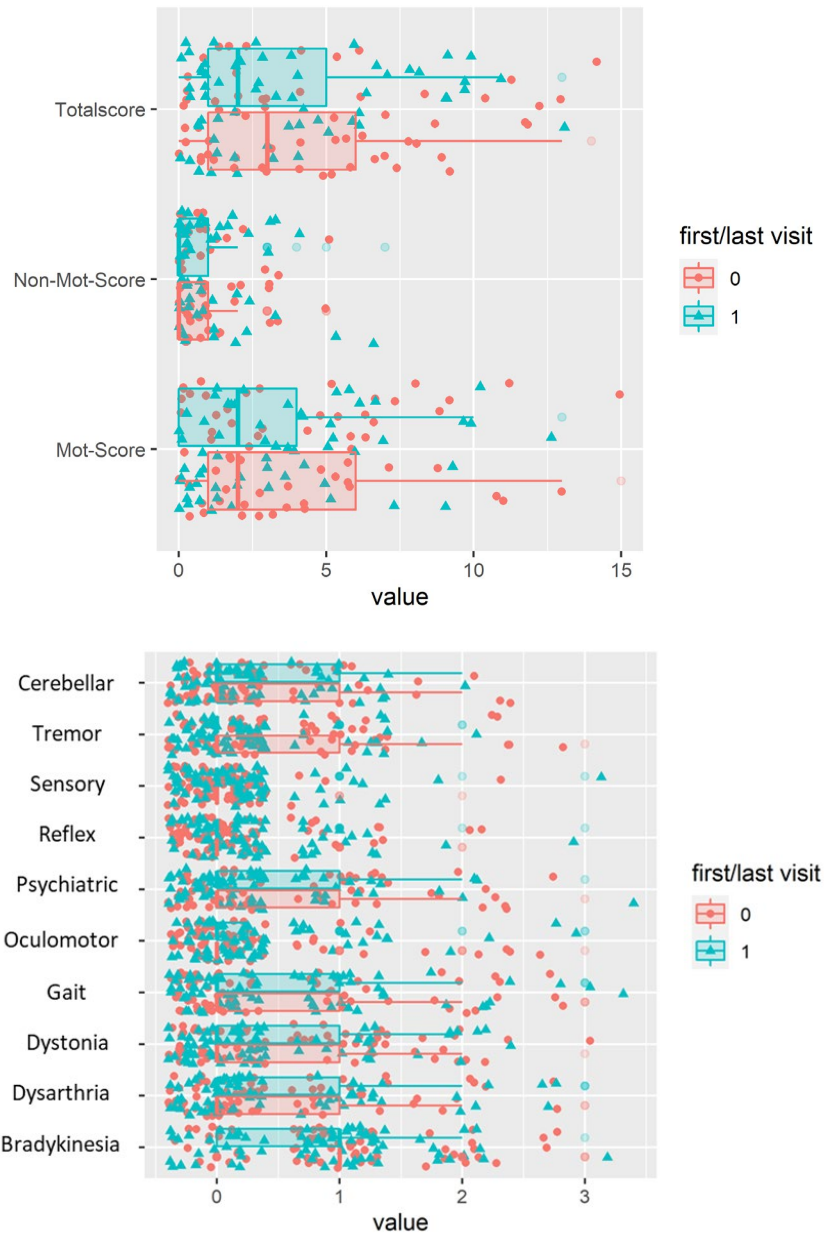 Totalscore
Non-Mot-Score
Mot-Score
0 5 10 15
value
first/last visit
0
1
Cerebellar
Tremor
Sensory
Reflex
Psychiatric
Oculomotor
Gait
Dystonia
Dysarthria
Bradykinesia
0 1 2 3
value
first/last visit
0
1